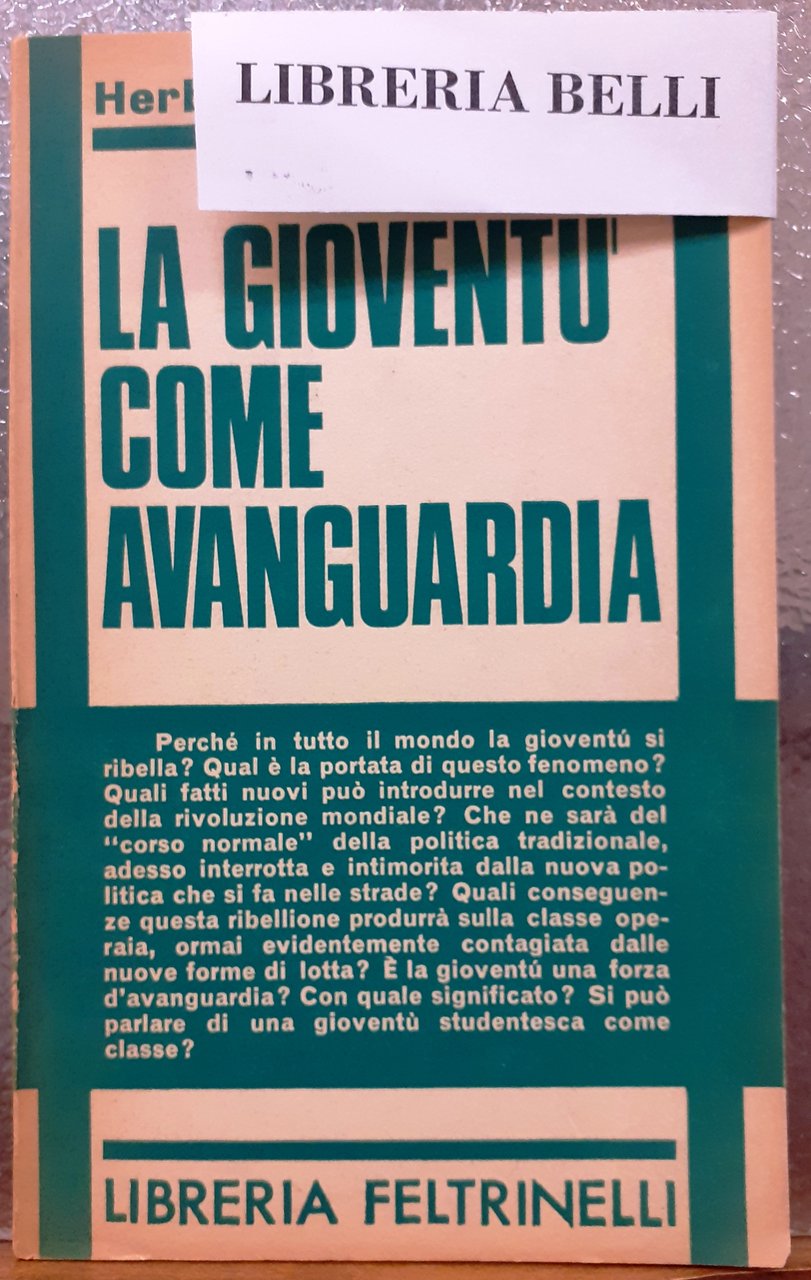 LIBRERIA BELLI
LA GIOVENTU'
COME
AVANGUARDIA
Perché in tutto il mondo la gioventú si
ribella? Qual è la portata di questo fenomeno?
Quali fatti nuovi può introdurre nel contesto
della rivoluzione mondiale? Che ne sarà del
"corso normale" della politica tradizionale,
adesso interrotta e intimorita dalla nuova po-
litica che si fa nelle strade? Quali conseguen-
ze questa ribellione produrrà sulla classe ope-
raia, ormai evidentemente contagiata dalle
nuove forme di lotta? È la gioventú una forza
d'avanguardia? Con quale significato? Si può
parlare di una gioventù studentesca come
classe?
LIBRERIA FELTRINELLI